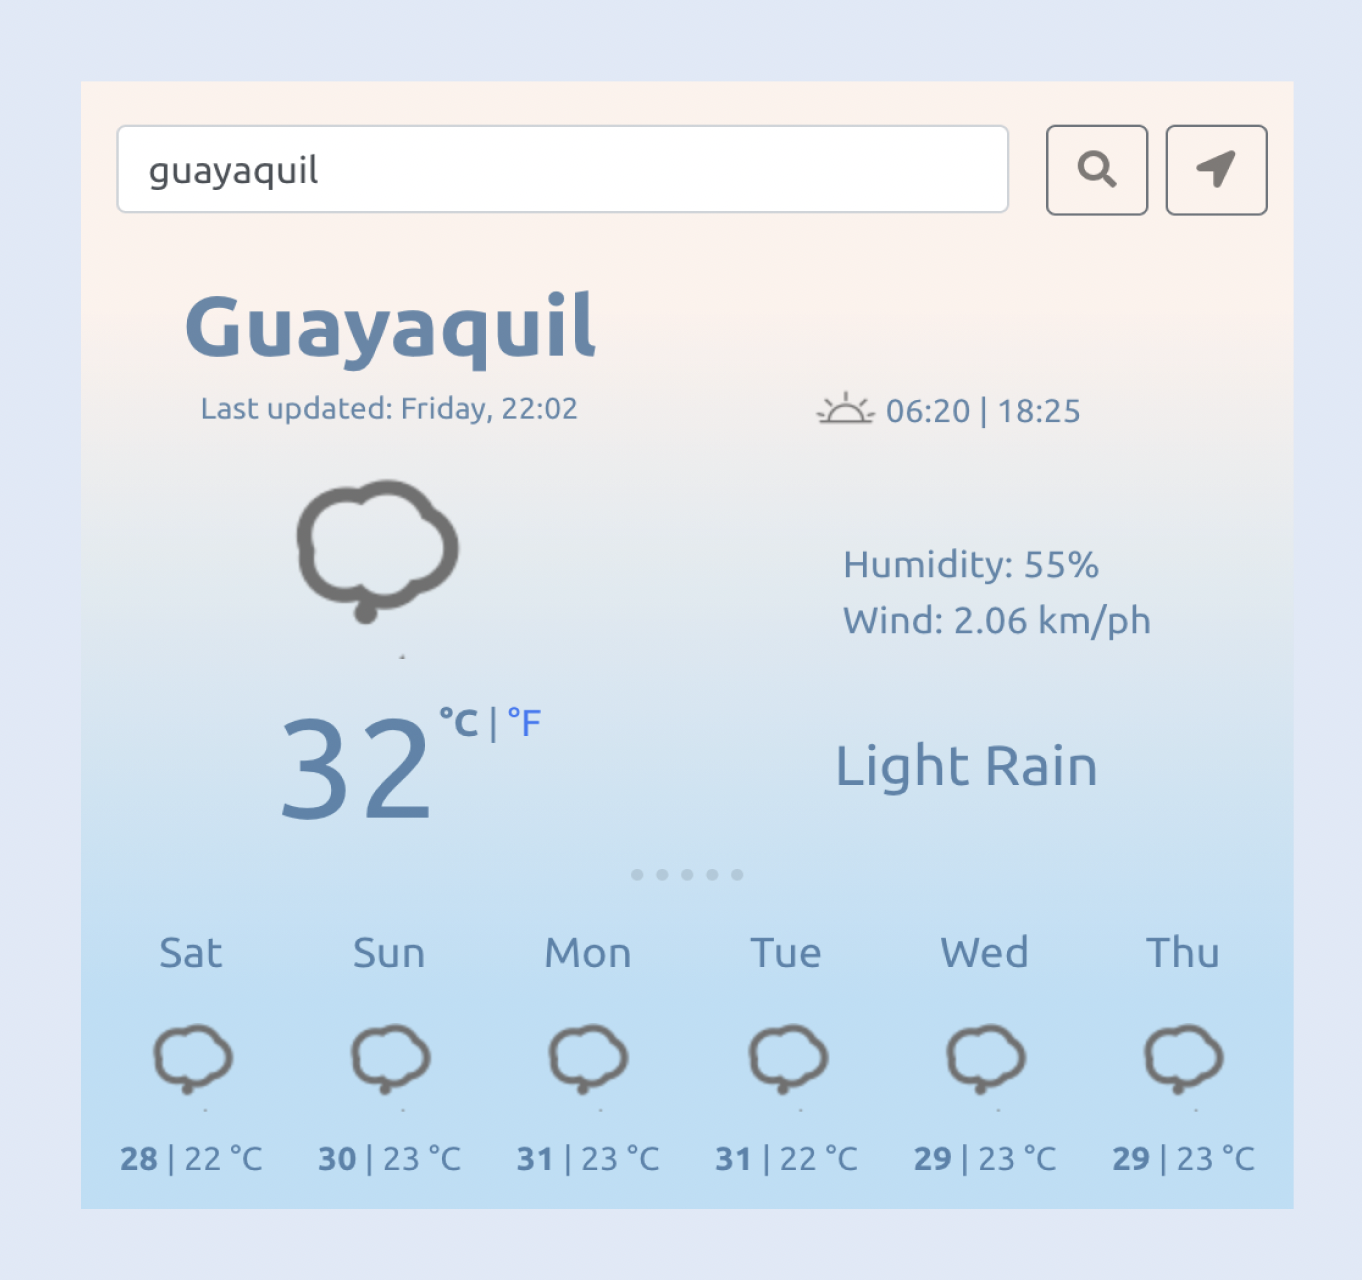 guayaquil
Guayaquil
Last updated: Friday, 22:02
06:20 | 18:25
Humidity: 55%
Wind: 2.06 km/ph
32 °C | °F
Light Rain
Sat Sun Mon Tue Wed Thu
28 | 22 °C 30 | 23 °C 31 | 23 °C 31 | 22 °C 29 | 23 °C 29 | 23 °C